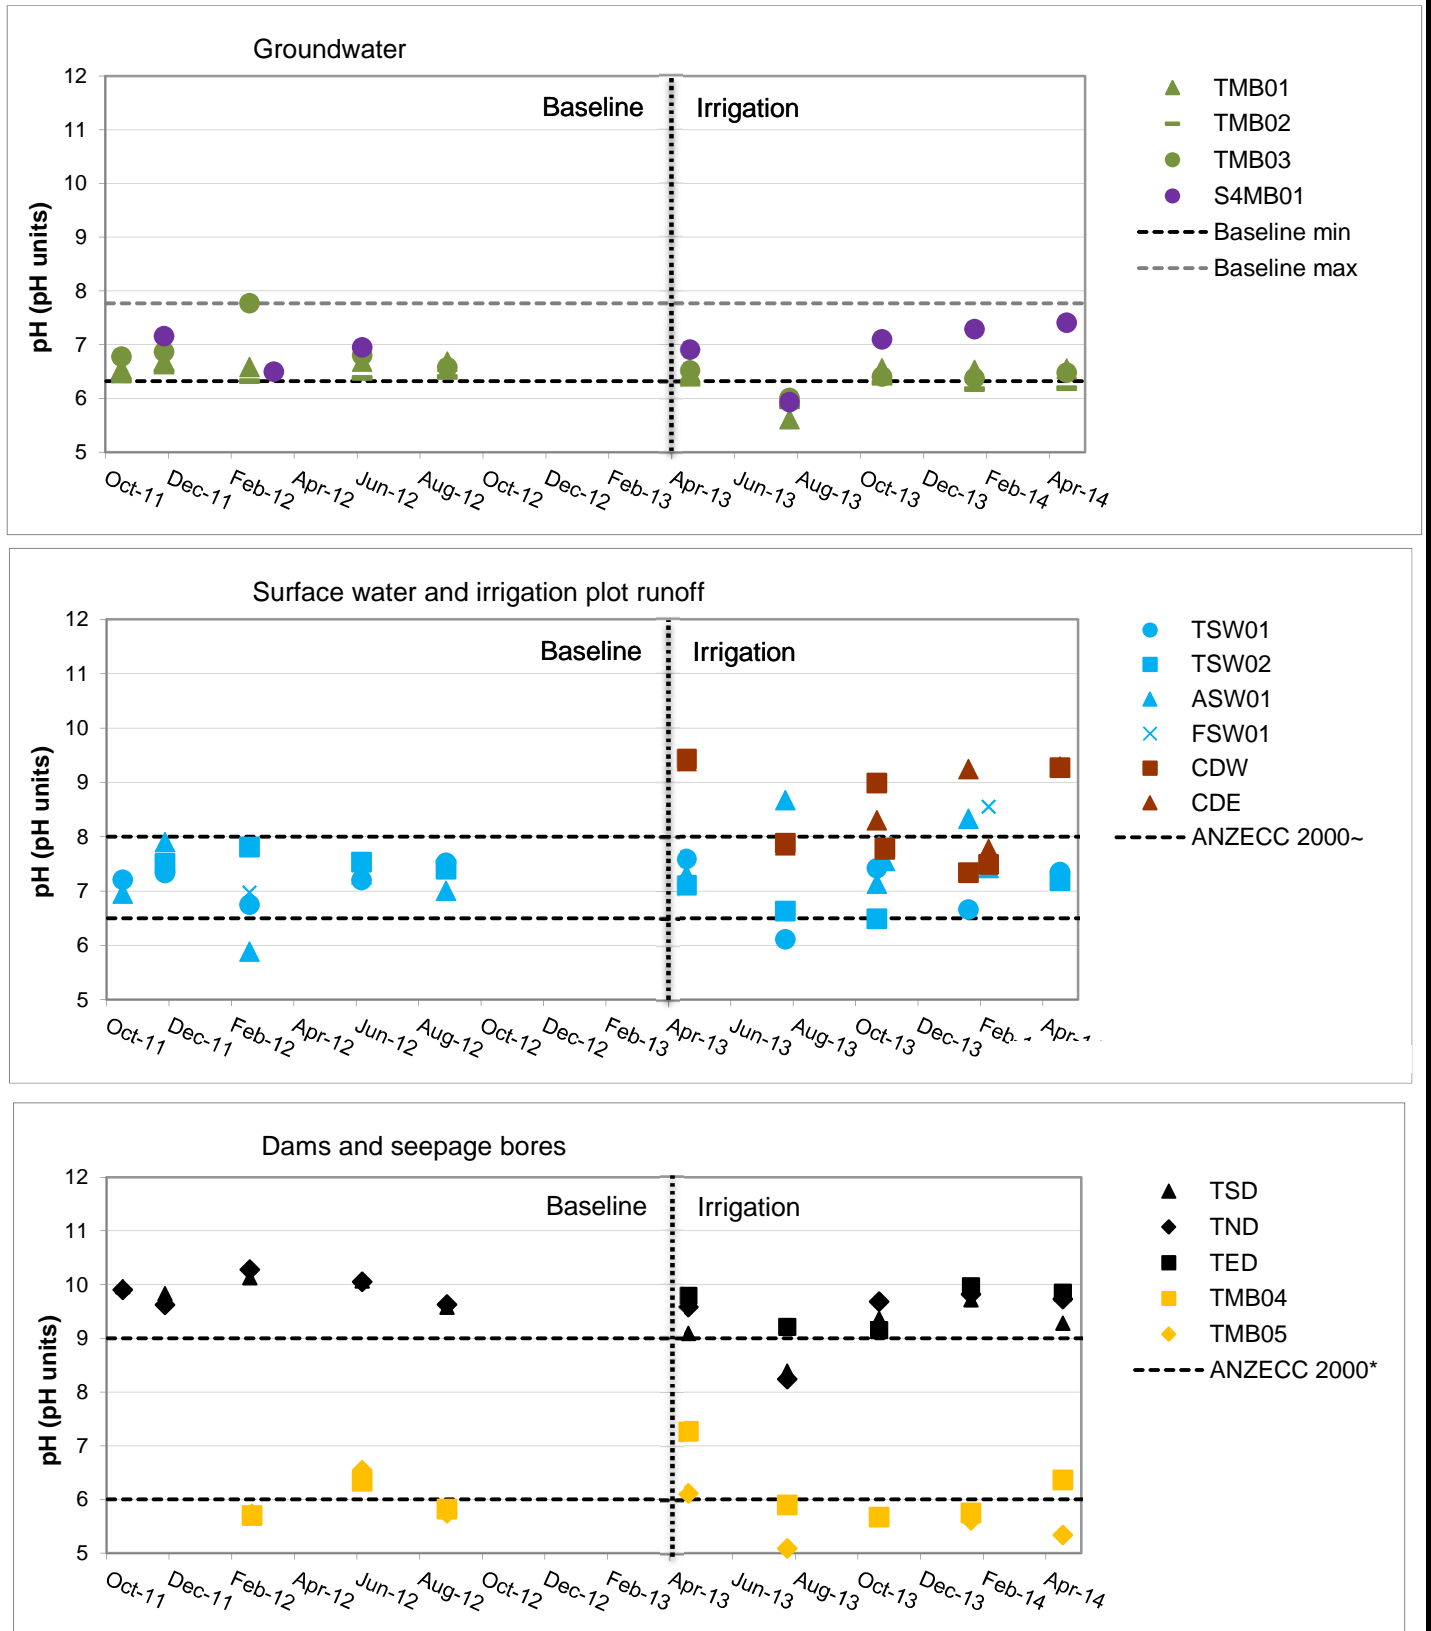 Groundwater
12
11
10
9
8
7
6
5
pH (pH units)
Baseline
Irrigation
Oct-11
Dec-11
Feb-12
Apr-12
Jun-12
Aug-12
Oct-12
Dec-12
Feb-13
Apr-13
Jun-13
Aug-13
Oct-13
Dec-13
Feb-14
Apr-14
TMB01
TMB02
TMB03
S4MB01
Baseline min
Baseline max
Surface water and irrigation plot runoff
12
11
10
9
8
7
6
5
pH (pH units)
Baseline
Irrigation
Oct-11
Dec-11
Feb-12
Apr-12
Jun-12
Aug-12
Oct-12
Dec-12
Feb-13
Apr-13
Jun-13
Aug-13
Oct-13
Dec-13
TSW01
TSW02
ASW01
FSW01
CDW
CDE
ANZECC 2000~
Dams and seepage bores
12
11
10
9
8
7
6
5
pH (pH units)
Baseline
Irrigation
Oct-11
Dec-11
Feb-12
Apr-12
Jun-12
Aug-12
Oct-12
Dec-12
Feb-13
Apr-13
Jun-13
Aug-13
Oct-13
Dec-13
Feb-14
Apr-14
TSD
TND
TED
TMB04
TMB05
ANZECC 2000*